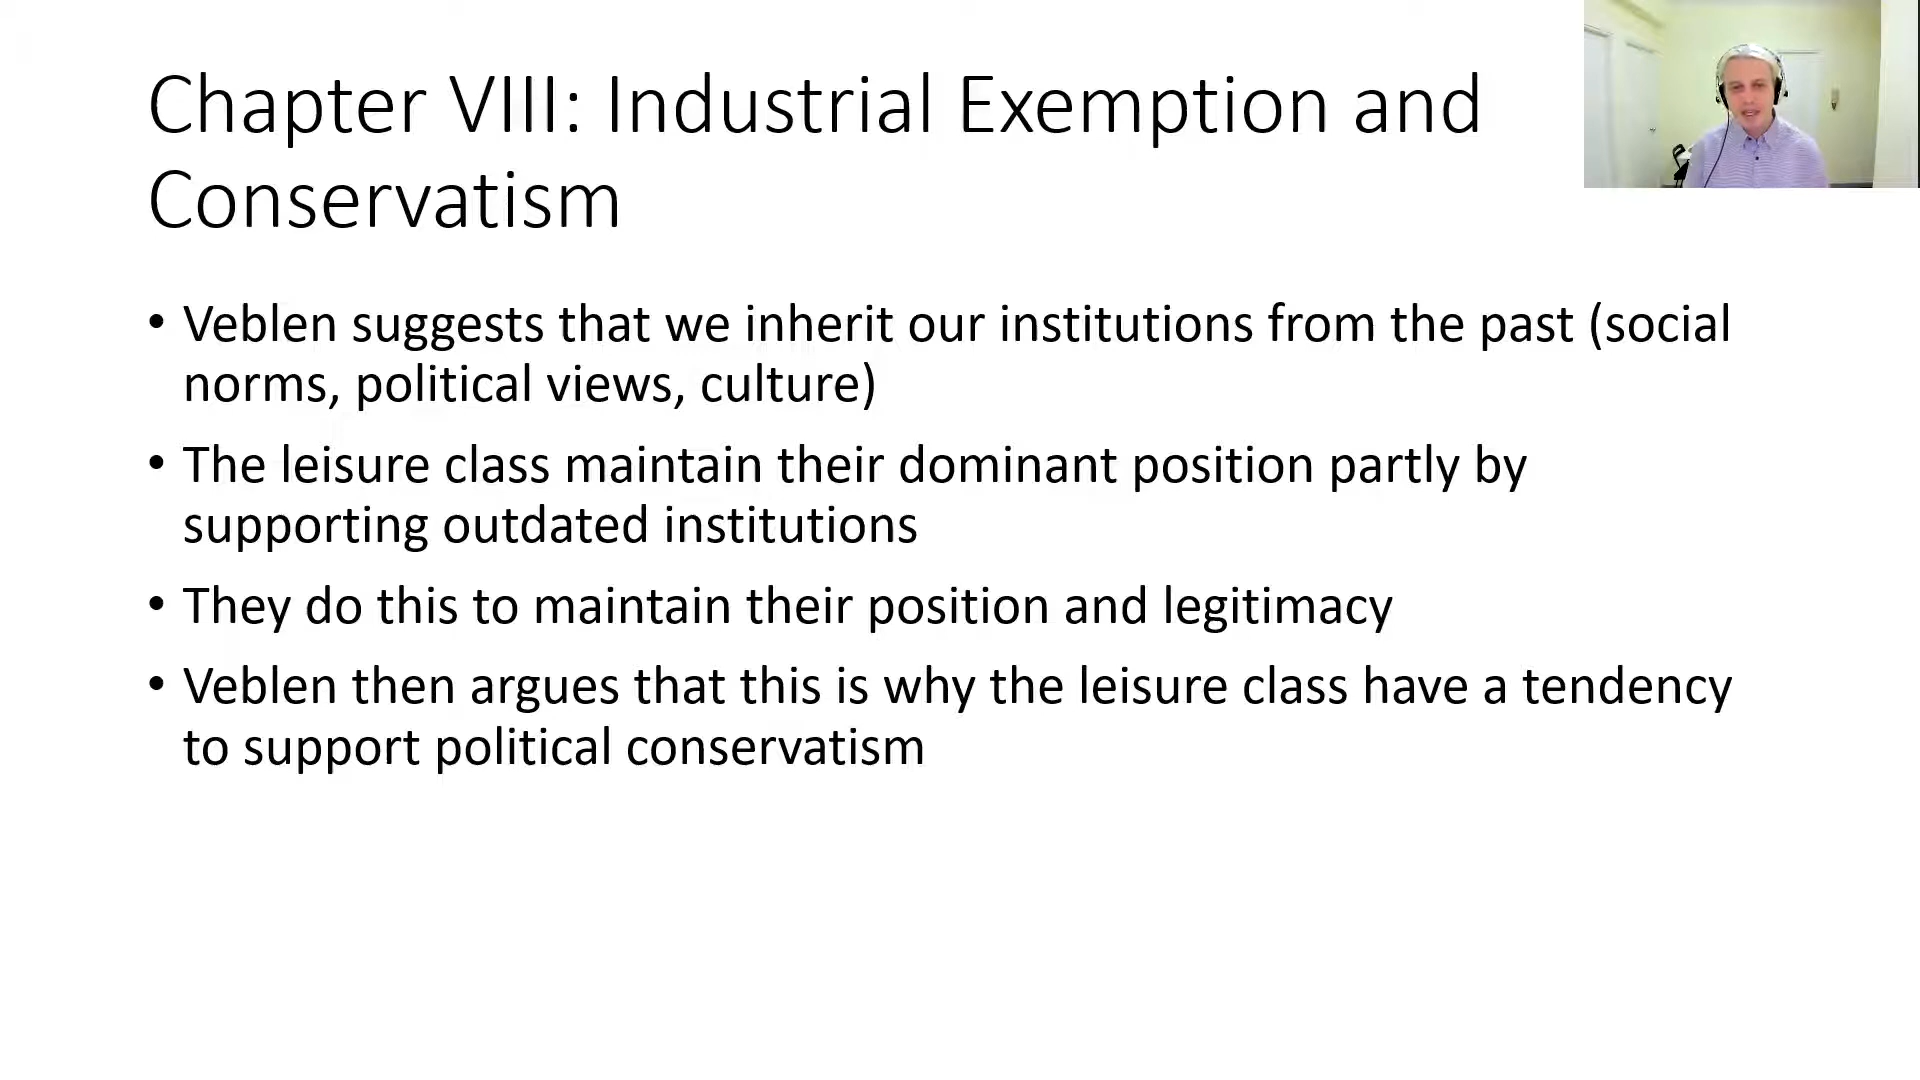 Chapter VIII: Industrial Exemption and
Conservatism
• Veblen suggests that we inherit our institutions from the past (social
norms, political views, culture)
• The leisure class maintain their dominant position partly by
supporting outdated institutions
• They do this to maintain their position and legitimacy
• Veblen then argues that this is why the leisure class have a tendency
to support political conservatism